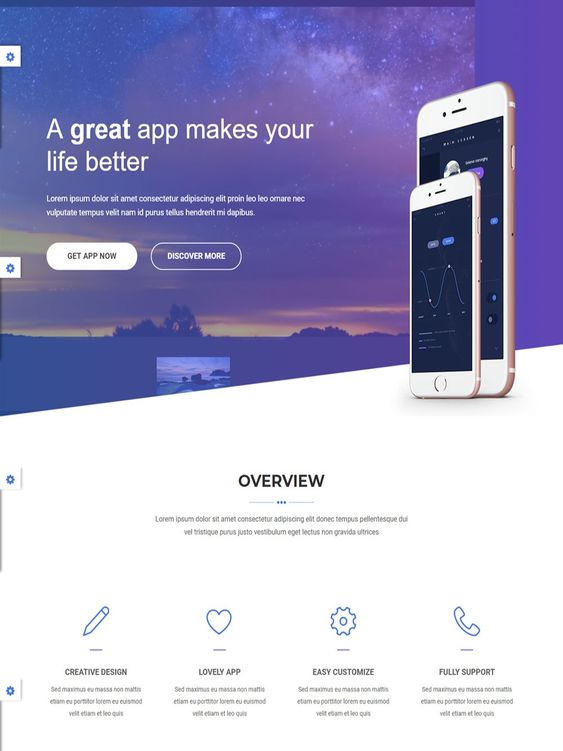 A great app makes your
life better
Lorem ipsum dolor sit amet consectetur adipiscing elit proin leo leo ornare nec
vulputate tempus velit nam id purus tellus hendrerit mi dapibus.
GET APP NOW
DISCOVER MORE
MAIN SCREEN
OVERVIEW
Lorem ipsum dolor sit amet consectetur adipiscing elit donec tempus pellentesque dui
vel tristique purus justo vestibulum eget lectus non gravida ultrices
CREATIVE DESIGN
Sed maximus eu massa non mattis
etiam eu porttitor lorem eu euismod
velit etiam et leo quis
LOVELY APP
Sed maximus eu massa non mattis
etiam eu porttitor lorem eu euismod
velit etiam et leo quis
EASY CUSTOMIZE
Sed maximus eu massa non mattis
etiam eu porttitor lorem eu euismod
velit etiam et leo quis
FULLY SUPPORT
Sed maximus eu massa non mattis
etiam eu porttitor lorem eu euismod
velit etiam et leo quis